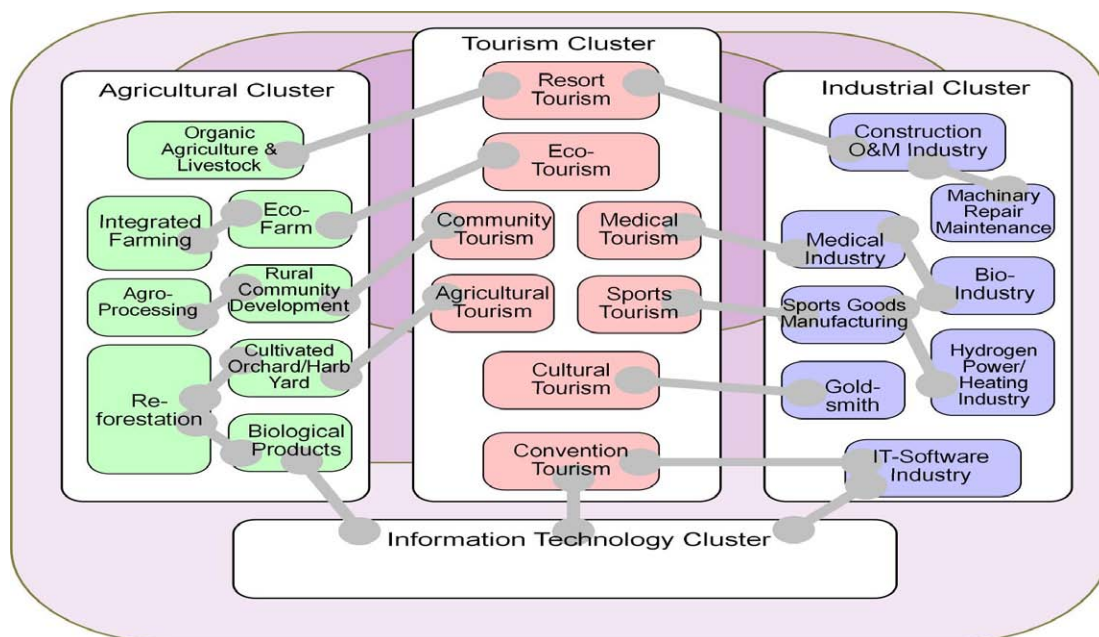 Tourism Cluster
Agricultural Cluster
Industrial Cluster
Organic
Agriculture &
Livestock
Integrated
Farming
Eco-
Farm
Agro-
Processing
Rural
Community
Development
Re-
forestation
Cultivated
Orchard/Harb
Yard
Biological
Products
Resort
Tourism
Eco-
Tourism
Community
Tourism
Medical
Tourism
Agricultural
Tourism
Sports
Tourism
Cultural
Tourism
Convention
Tourism
Construction
O&M Industry
Machinary
Repair
Maintenance
Medical
Industry
Bio-
Industry
Sports Goods
Manufacturing
Hydrogen
Power/
Heating
Industry
Gold-
smith
IT-Software
Industry
Information Technology Cluster